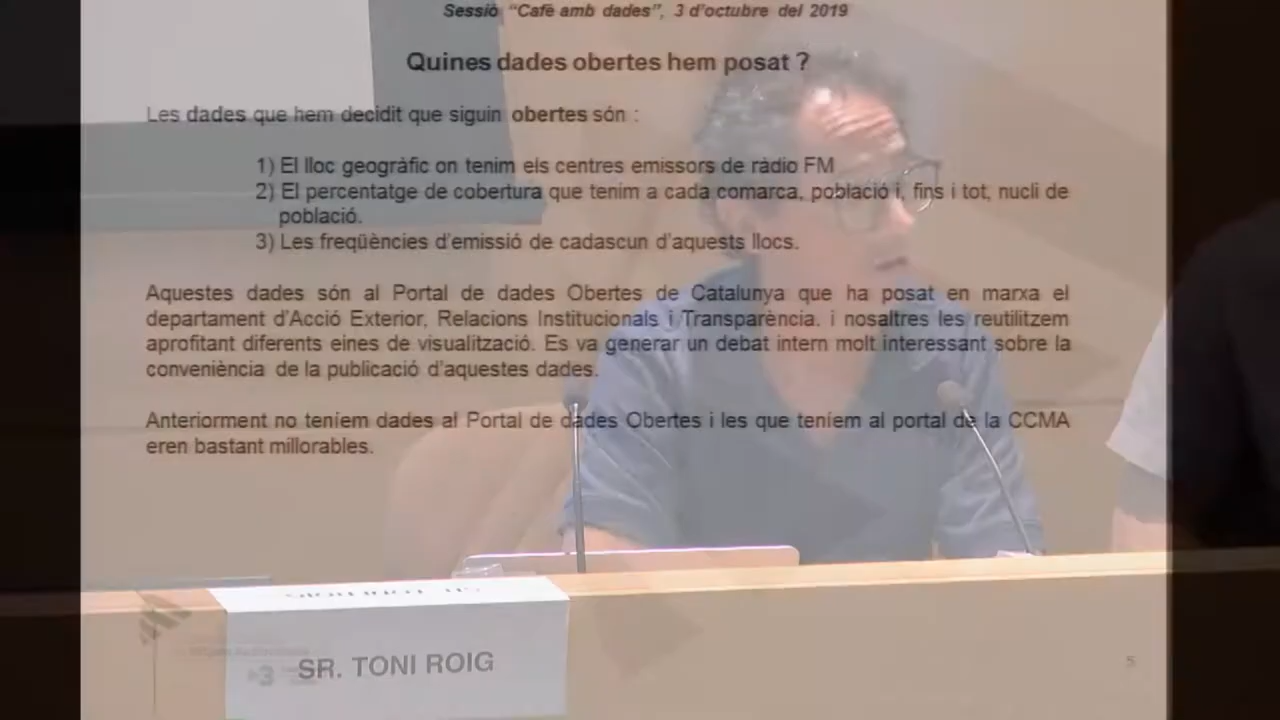 Sessió “Cafè amb dades”, 3 d’octubre del 2019
Quines dades obertes hem posat ?
Les dades que hem decidit que siguin obertes són :
1) El lloc geogràfic on tenim els centres emissors de ràdio FM
2) El percentatge de cobertura que tenim a cada comarca, població i, fins i tot, nucli de
població.
3) Les freqüències d’emissió de cadascun d’aquests llocs.
Aquestes dades són al Portal de dades Obertes de Catalunya que ha posat en marxa el
departament d’Acció Exterior, Relacions Institucionals i Transparència. i nosaltres les reutilitzem
aprofitant diferents eines de visualització. Es va generar un debat intern molt interessant sobre la
conveniència de la publicació d’aquestes dades.
Anteriorment no teníem dades al Portal de dades Obertes i les que teníem al portal de la CCMA
eren bastant millorables.
SR. TONI ROIG
3
5